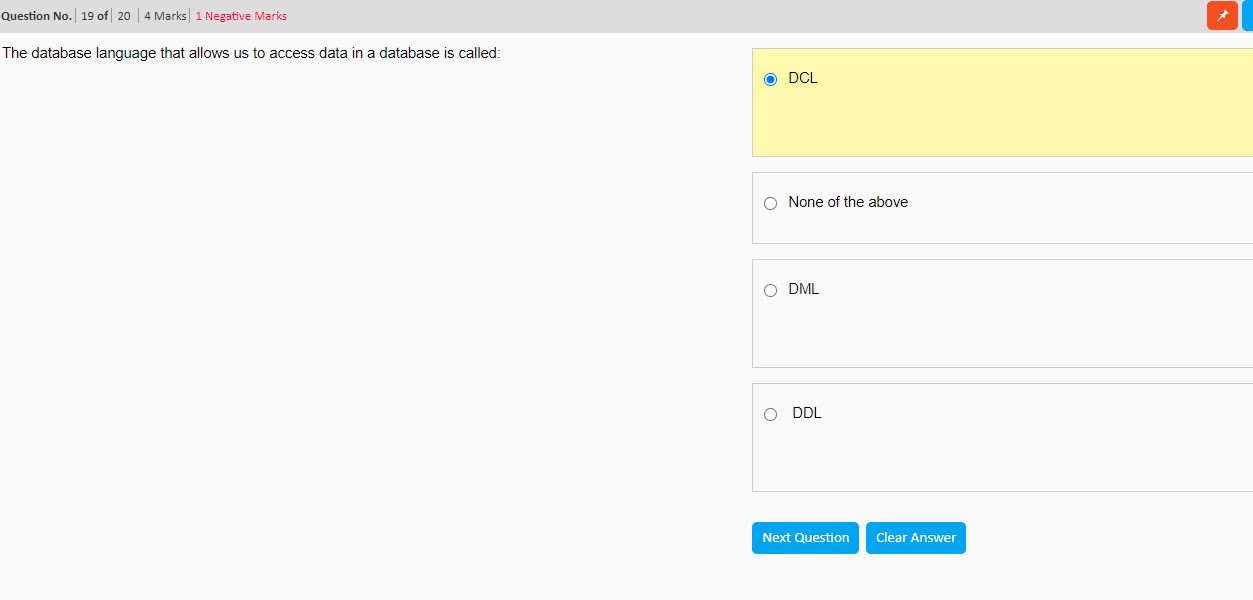 Question No. 19 of 20 4 Marks 1 Negative Marks
The database language that allows us to access data in a database is called:
DCL
None of the above
DML
DDL
Next Question Clear Answer